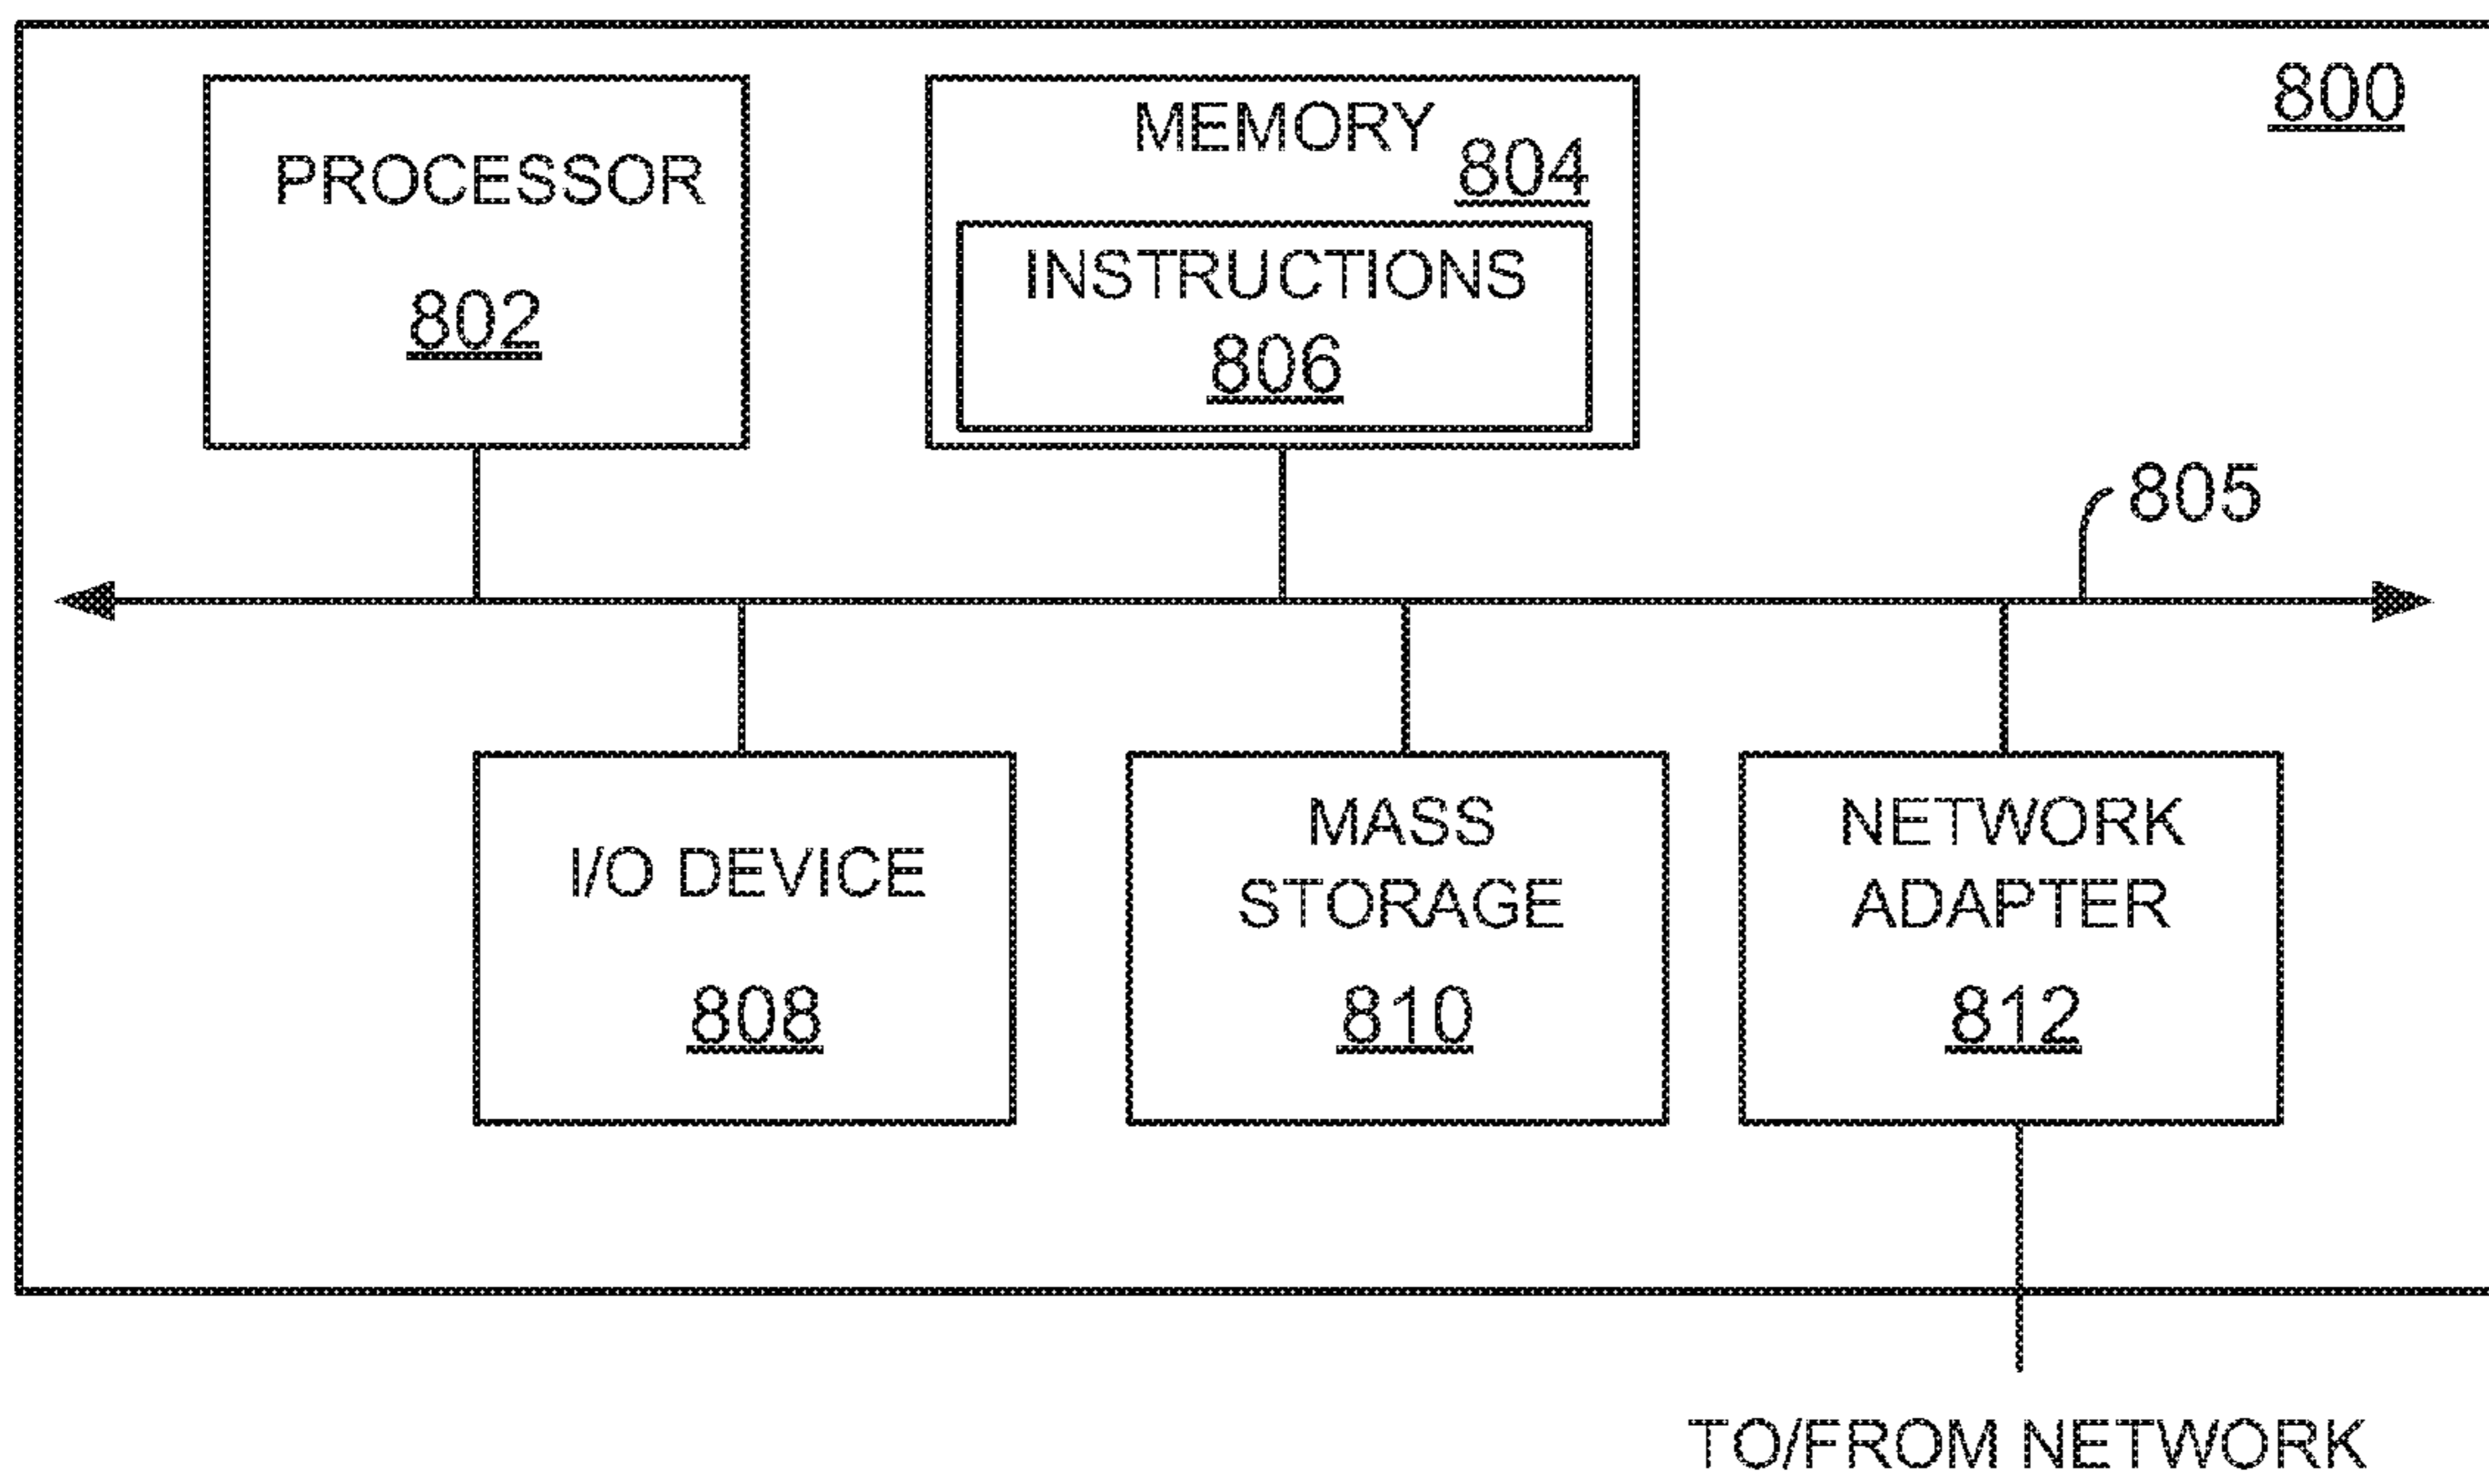 800
PROCESSOR
802
MEMORY
804
INSTRUCTIONS
806
805
I/O DEVICE
808
MASS
STORAGE
810
NETWORK
ADAPTER
812
TO/FROM NETWORK